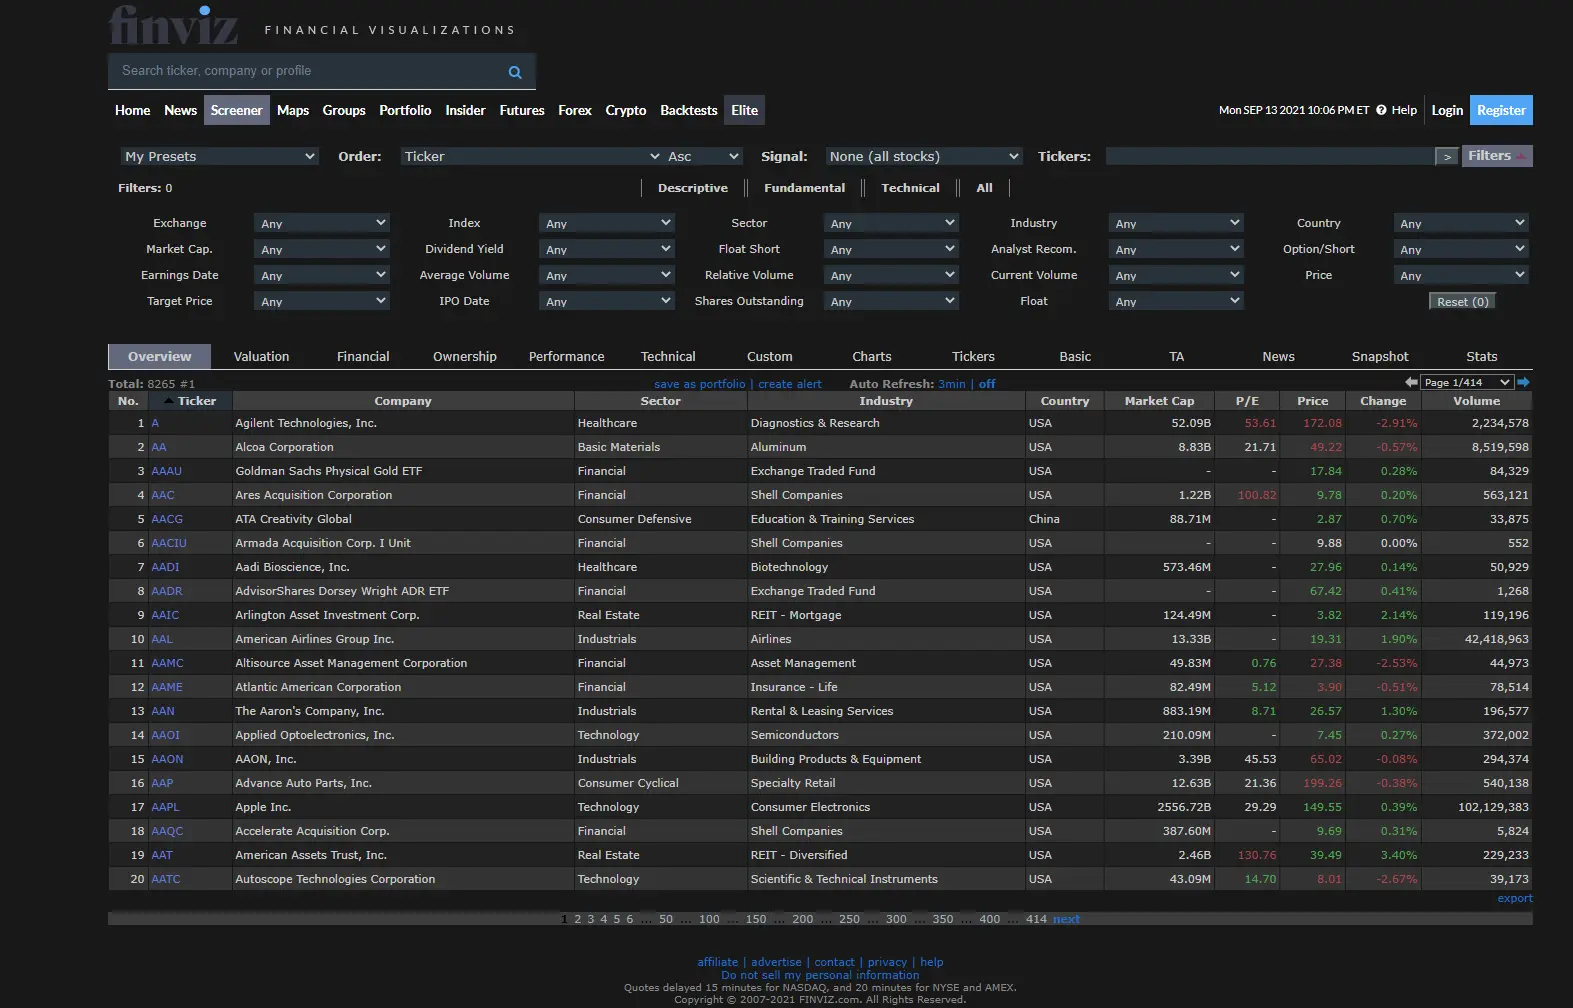 finviz FINANCIAL VISUALIZATIONS
Search ticker, company or profile
Home News Screener Maps Groups Portfolio Insider Futures Forex Crypto Backtests Elite Mon SEP 13 2021 10:06 PM ET Help Login Register
My Presets Order: Ticker Asc Signal: None (all stocks) Tickers: > Filters
Filters: 0 Descriptive Fundamental Technical All
Exchange Any Index Any Sector Any Industry Any Country Any
Market Cap. Any Dividend Yield Any Float Short Any Analyst Recom. Any Option/Short Any
Earnings Date Any Average Volume Any Relative Volume Any Current Volume Any Price Any
Target Price Any IPO Date Any Shares Outstanding Any Float Any Reset (0)
Overview Valuation Financial Ownership Performance Technical Custom Charts Tickers Basic TA News Snapshot Stats
Total: 8265 #1 save as portfolio | create alert Auto Refresh: 3min | off Page 1/414
No. Ticker Company Sector Industry Country Market Cap P/E Price Change Volume
1 A Agilent Technologies, Inc. Healthcare Diagnostics & Research USA 52.09B 53.61 172.08 -2.91% 2,234,578
2 AA Alcoa Corporation Basic Materials Aluminum USA 8.83B 21.71 49.22 -0.57% 8,519,598
3 AAAU Goldman Sachs Physical Gold ETF Financial Exchange Traded Fund USA - - 17.84 0.28% 84,329
4 AAC Ares Acquisition Corporation Financial Shell Companies USA 1.22B 100.82 9.78 0.20% 563,121
5 AACG ATA Creativity Global Consumer Defensive Education & Training Services China 88.71M - 2.87 0.70% 33,875
6 AACIU Armada Acquisition Corp. I Unit Financial Shell Companies USA - - 9.88 0.00% 552
7 AADI Aadi Bioscience, Inc. Healthcare Biotechnology USA 573.46M - 27.96 0.14% 50,929
8 AADR AdvisorShares Dorsey Wright ADR ETF Financial Exchange Traded Fund USA - - 67.42 0.41% 1,268
9 AAIC Arlington Asset Investment Corp. Real Estate REIT - Mortgage USA 124.49M - 3.82 2.14% 119,196
10 AAL American Airlines Group Inc. Industrials Airlines USA 13.33B - 19.31 1.90% 42,418,963
11 AAMC Altisource Asset Management Corporation Financial Asset Management USA 49.83M 0.76 27.38 -2.53% 44,973
12 AAME Atlantic American Corporation Financial Insurance - Life USA 82.49M 5.12 3.90 -0.51% 78,514
13 AAN The Aaron's Company, Inc. Industrials Rental & Leasing Services USA 883.19M 8.71 26.57 1.30% 196,577
14 AAOI Applied Optoelectronics, Inc. Technology Semiconductors USA 210.09M - 7.45 0.27% 372,002
15 AAON AAON, Inc. Industrials Building Products & Equipment USA 3.39B 45.53 65.02 -0.08% 294,374
16 AAP Advance Auto Parts, Inc. Consumer Cyclical Specialty Retail USA 12.63B 21.36 199.26 -0.38% 540,138
17 AAPL Apple Inc. Technology Consumer Electronics USA 2556.72B 29.29 149.55 0.39% 102,129,383
18 AAQC Accelerate Acquisition Corp. Financial Shell Companies USA 387.60M - 9.69 0.31% 5,824
19 AAT American Assets Trust, Inc. Real Estate REIT - Diversified USA 2.46B 130.76 39.49 3.40% 229,233
20 AATC Autoscope Technologies Corporation Technology Scientific & Technical Instruments USA 43.09M 14.70 8.01 -2.67% 39,173
export
1 2 3 4 5 6 ... 50 ... 100 ... 150 ... 200 ... 250 ... 300 ... 350 ... 400 ... 414 next
affiliate | advertise | contact | privacy | help
Do not sell my personal information
Quotes delayed 15 minutes for NASDAQ, and 20 minutes for NYSE and AMEX.
Copyright © 2007-2021 FINVIZ.com. All Rights Reserved.